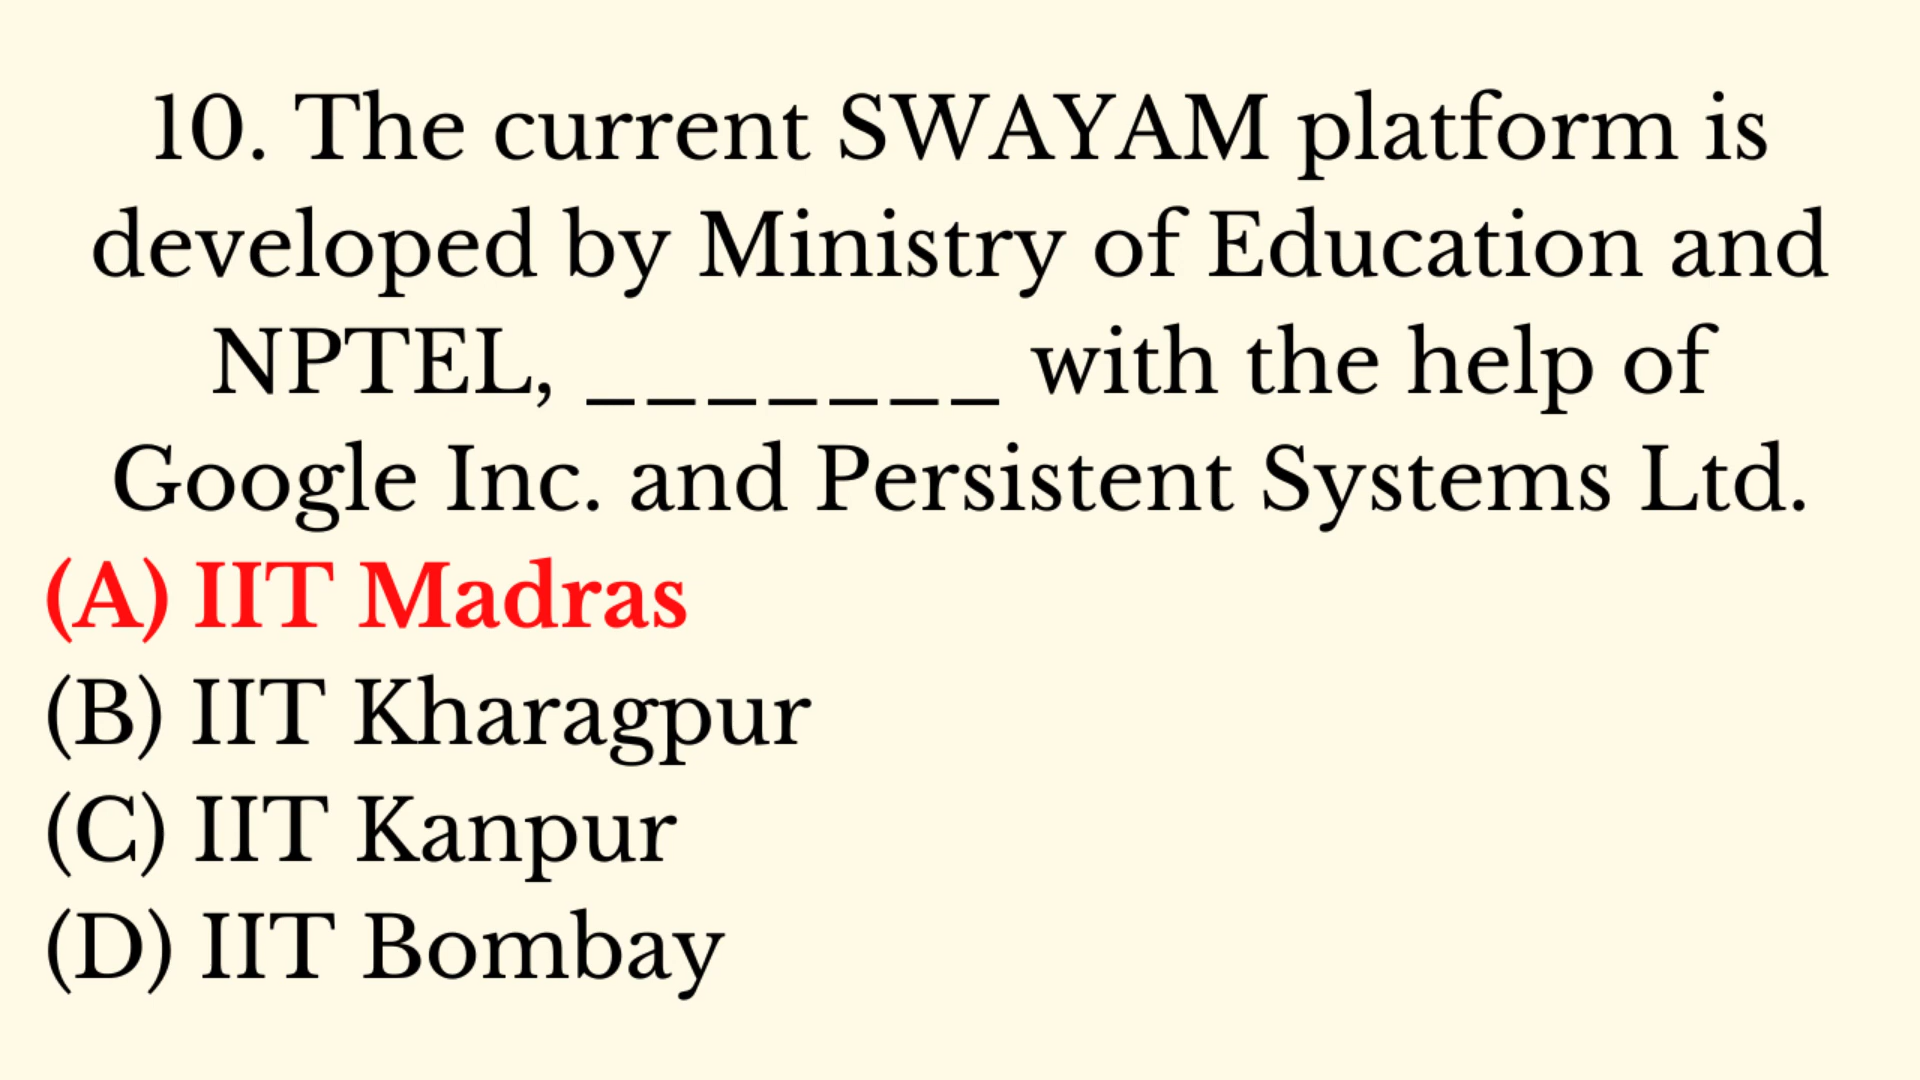 10. The current SWAYAM platform is
developed by Ministry of Education and
NPTEL, _______ with the help of
Google Inc. and Persistent Systems Ltd.
(A) IIT Madras
(B) IIT Kharagpur
(C) IIT Kanpur
(D) IIT Bombay